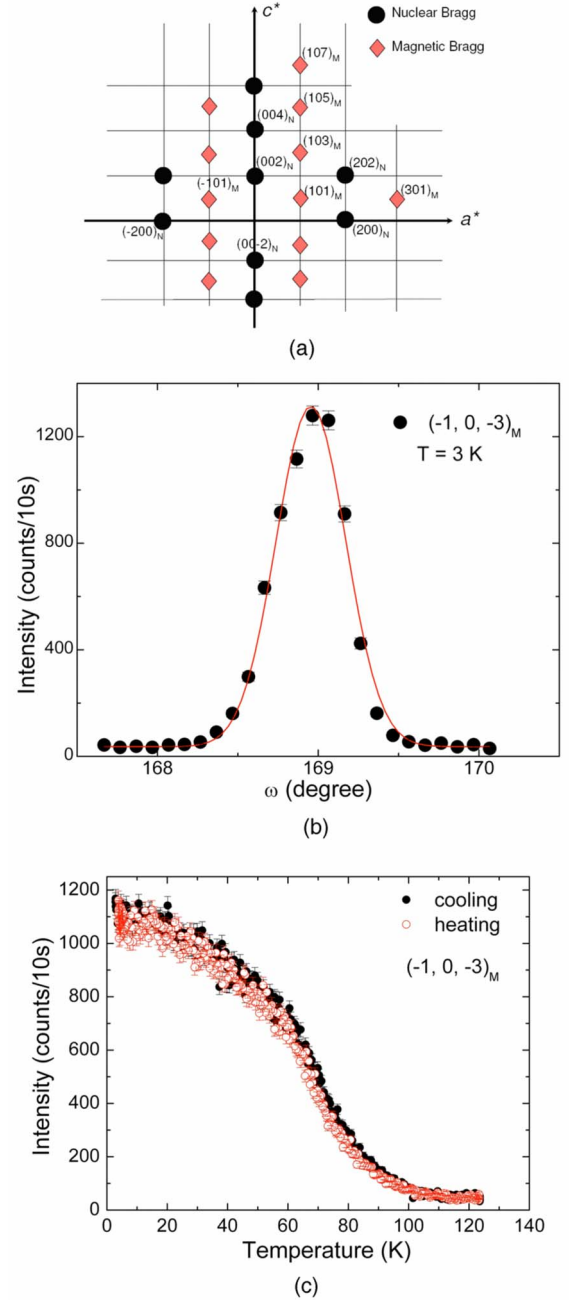 c*
Nuclear Bragg
Magnetic Bragg
(107)M
(105)M
(004)N
(103)M
(002)N
(202)N
(-101)M
(101)M
(301)M
a*
(-200)N
(00-2)N
(200)N
(a)
1200
(-1, 0, -3)M
T = 3 K
800
400
0
Intensity (counts/10s)
168
169
170
ω (degree)
(b)
1200
cooling
1000
heating
(-1, 0, -3)M
800
600
400
200
0
Intensity (counts/10s)
0 20 40 60 80 100 120 140
Temperature (K)
(c)